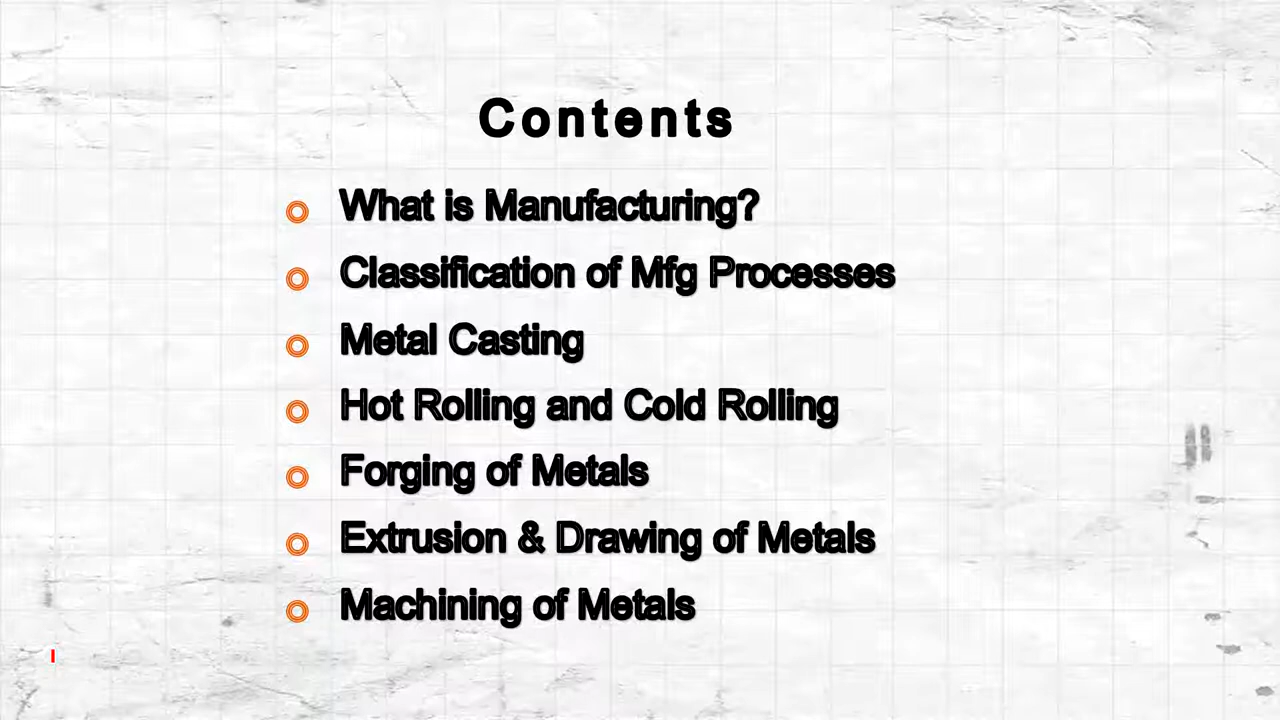 Contents
What is Manufacturing?
Classification of Mfg Processes
Metal Casting
Hot Rolling and Cold Rolling
Forging of Metals
Extrusion & Drawing of Metals
Machining of Metals